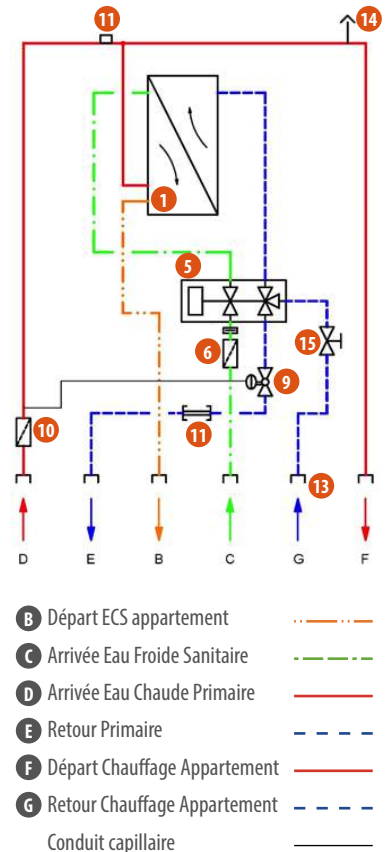 11
14
1
5
6
15
9
10
11
13
D
E
B
C
G
F
B Départ ECS appartement
C Arrivée Eau Froide Sanitaire
D Arrivée Eau Chaude Primaire
E Retour Primaire
F Départ Chauffage Appartement
G Retour Chauffage Appartement
Conduit capillaire